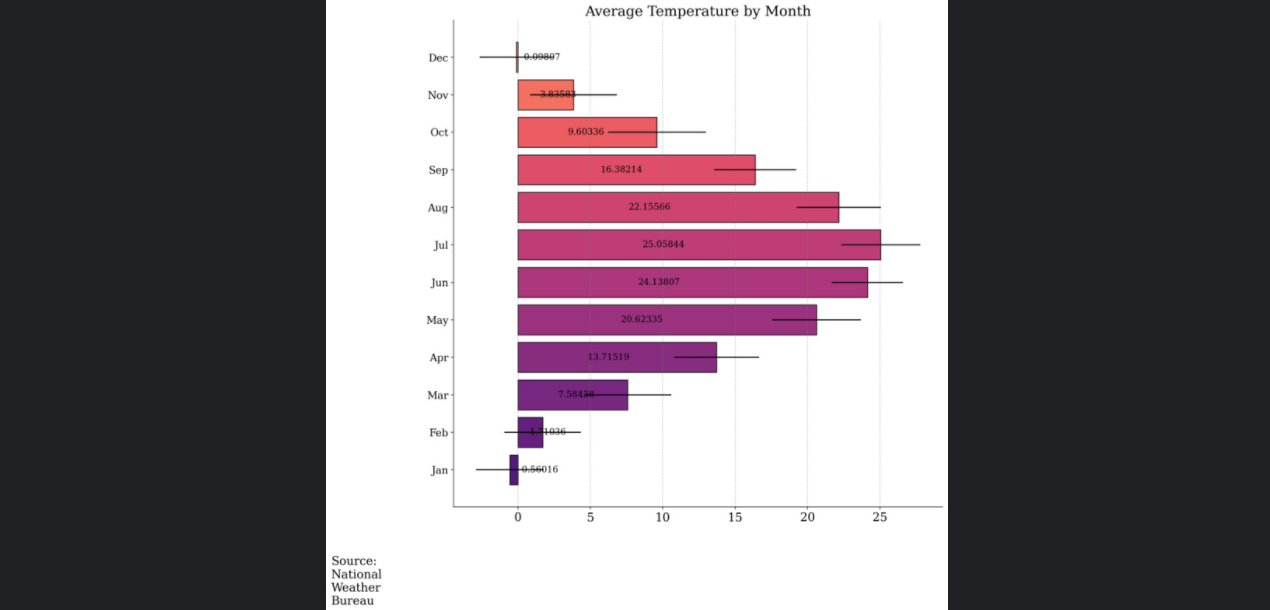 Average Temperature by Month
Dec
0.09807
Nov
3.83583
Oct
9.60336
Sep
16.38214
Aug
22.15566
Jul
25.05844
Jun
24.13807
May
20.62335
Apr
13.71519
Mar
Feb
Jan
0.56016
0 5 10 15 20 25
Source:
National
Weather
Bureau